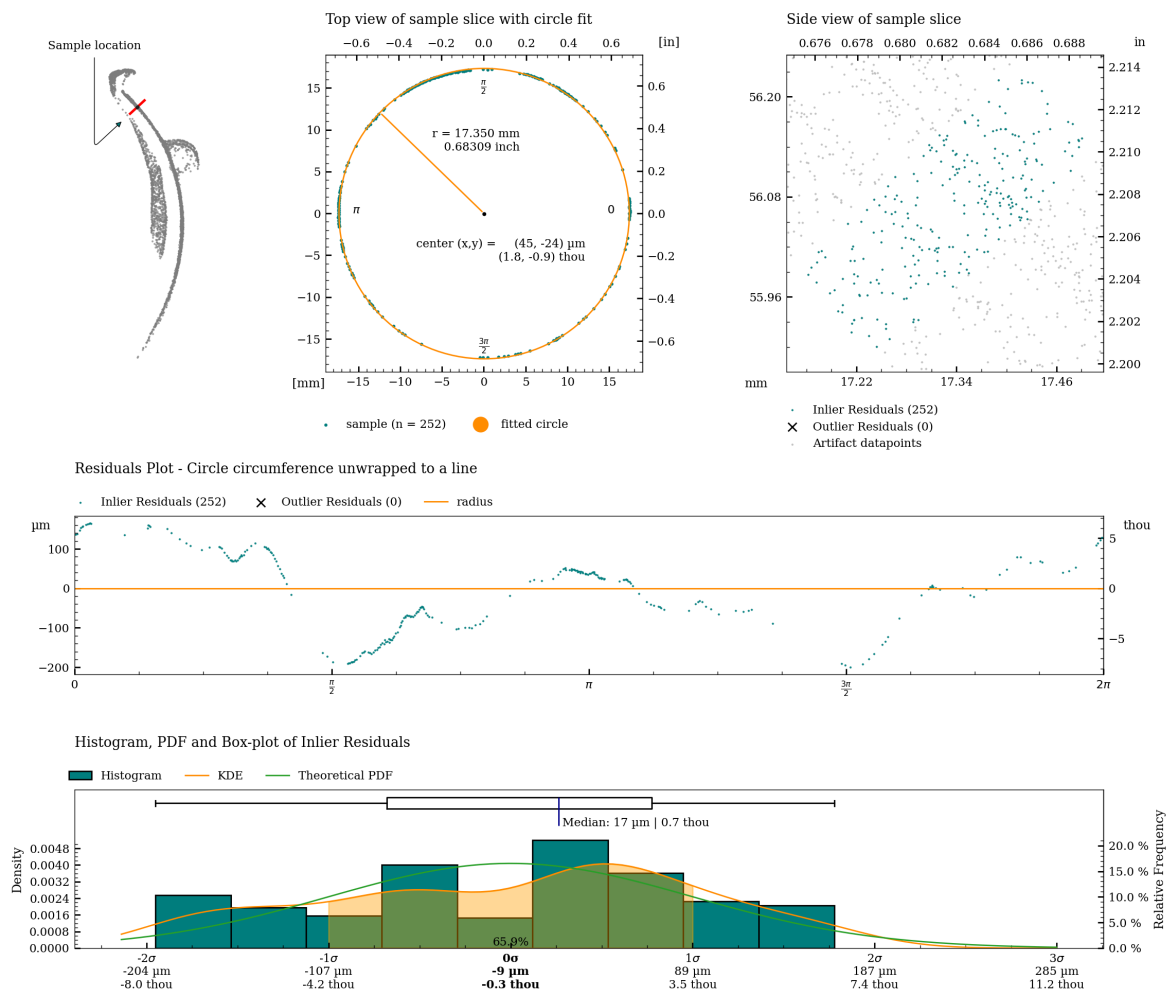 Sample location
Top view of sample slice with circle fit
−0.6 −0.4 −0.2 0.0 0.2 0.4 0.6 [in]
15 10 5 0 −5 −10 −15
0.6 0.4 0.2 0.0 −0.2 −0.4 −0.6
π/2
r = 17.350 mm
0.68309 inch
π 0
center (x,y) = (45, -24) µm
(1.8, -0.9) thou
3π/2
[mm] −15 −10 −5 0 5 10 15
sample (n = 252) fitted circle
Side view of sample slice
0.676 0.678 0.680 0.682 0.684 0.686 0.688 in
56.20 56.08 55.96
2.214 2.212 2.210 2.208 2.206 2.204 2.202 2.200
mm 17.22 17.34 17.46
Inlier Residuals (252)
Outlier Residuals (0)
Artifact datapoints
Residuals Plot - Circle circumference unwrapped to a line
Inlier Residuals (252) Outlier Residuals (0) radius
µm thou
100 0 −100 −200
5 0 −5
0 π/2 π 3π/2 2π
Histogram, PDF and Box-plot of Inlier Residuals
Histogram KDE Theoretical PDF
Median: 17 µm | 0.7 thou
Density
0.0048 0.0040 0.0032 0.0024 0.0016 0.0008 0.0000
Relative Frequency
20.0 % 15.0 % 10.0 % 5.0 % 0.0 %
65.9%
-2σ -1σ 0σ 1σ 2σ 3σ
-204 µm -107 µm -9 µm 89 µm 187 µm 285 µm
-8.0 thou -4.2 thou -0.3 thou 3.5 thou 7.4 thou 11.2 thou